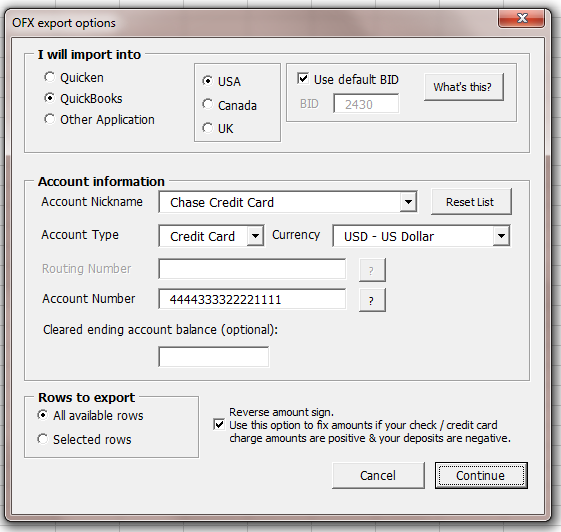 OFX export options
I will import into
Quicken
QuickBooks
Other Application
USA
Canada
UK
Use default BID
BID 2430
What's this?
Account information
Account Nickname Chase Credit Card Reset List
Account Type Credit Card Currency USD - US Dollar
Routing Number ?
Account Number 4444333322221111 ?
Cleared ending account balance (optional):
Rows to export
All available rows
Selected rows
Reverse amount sign.
Use this option to fix amounts if your check / credit card
charge amounts are positive & your deposits are negative.
Cancel Continue